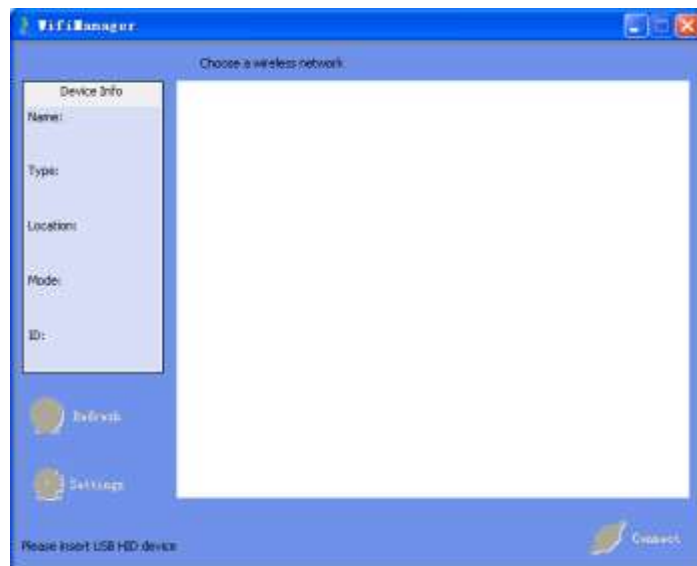 WifiManager
Choose a wireless network
Device Info
Name:
Type:
Location:
Mode:
ID:
Refresh
Settings
Please insert USB HID device
Connect